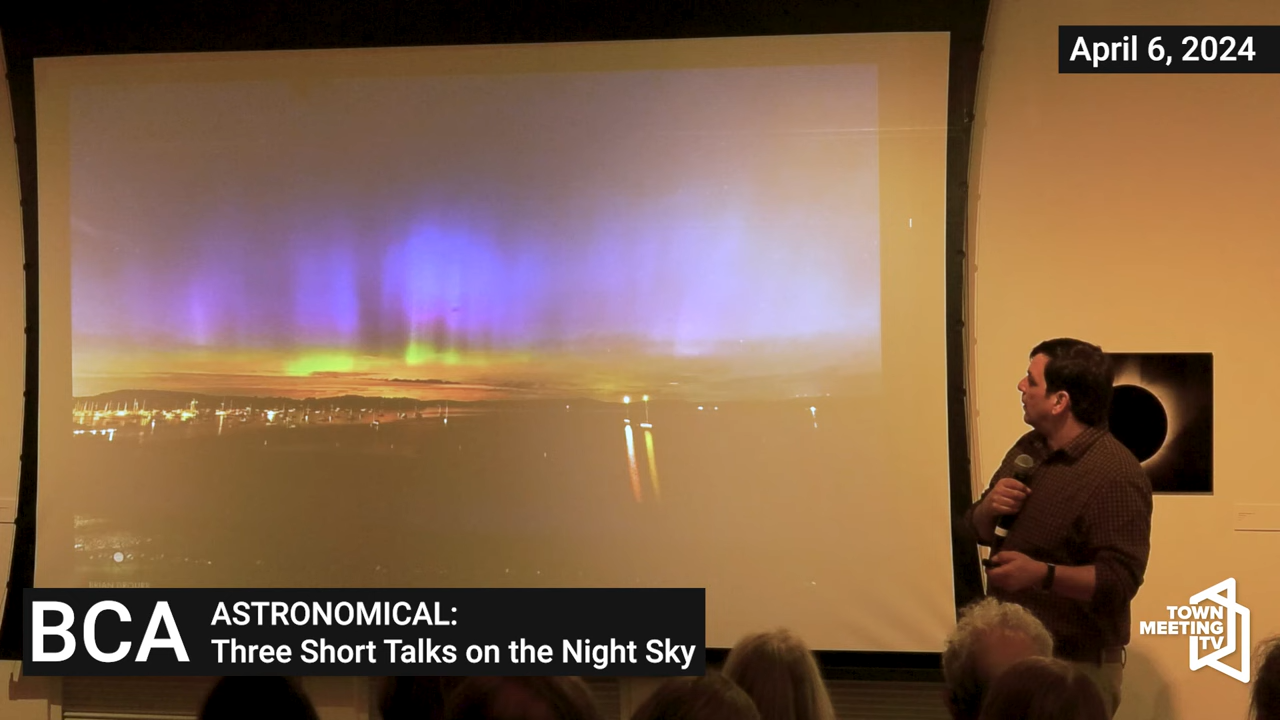 April 6, 2024
BCA
ASTRONOMICAL:
Three Short Talks on the Night Sky
TOWN
MEETING
TV